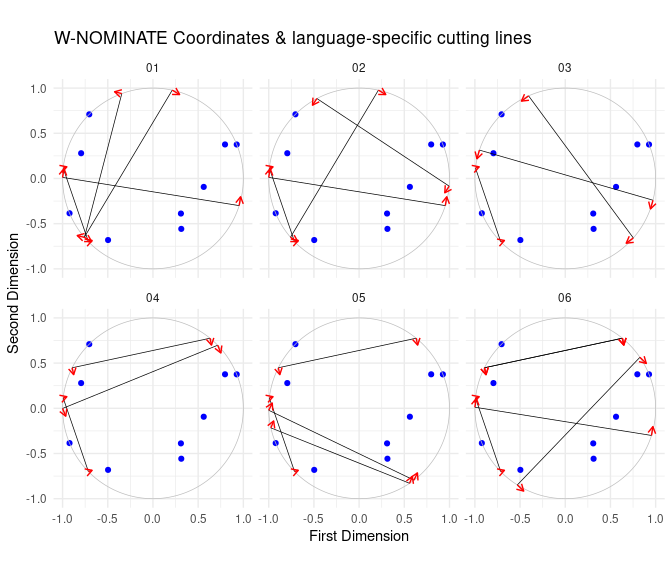 W-NOMINATE Coordinates & language-specific cutting lines
01 02 03
1.0
0.5
0.0
-0.5
-1.0
04 05 06
1.0
0.5
0.0
-0.5
-1.0
-1.0 -0.5 0.0 0.5 1.0 -1.0 -0.5 0.0 0.5 1.0 -1.0 -0.5 0.0 0.5 1.0
First Dimension
Second Dimension